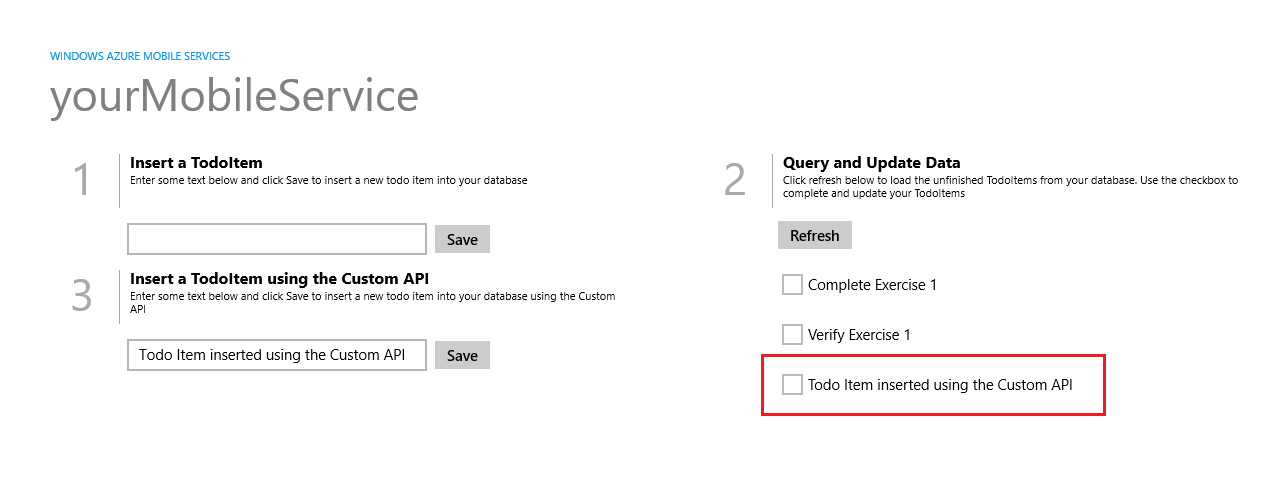 WINDOWS AZURE MOBILE SERVICES
yourMobileService
1
Insert a TodoItem
Enter some text below and click Save to insert a new todo item into your database
Save
3
Insert a TodoItem using the Custom API
Enter some text below and click Save to insert a new todo item into your database using the Custom
API
Todo Item inserted using the Custom API
Save
2
Query and Update Data
Click refresh below to load the unfinished TodoItems from your database. Use the checkbox to
complete and update your TodoItems
Refresh
Complete Exercise 1
Verify Exercise 1
Todo Item inserted using the Custom API